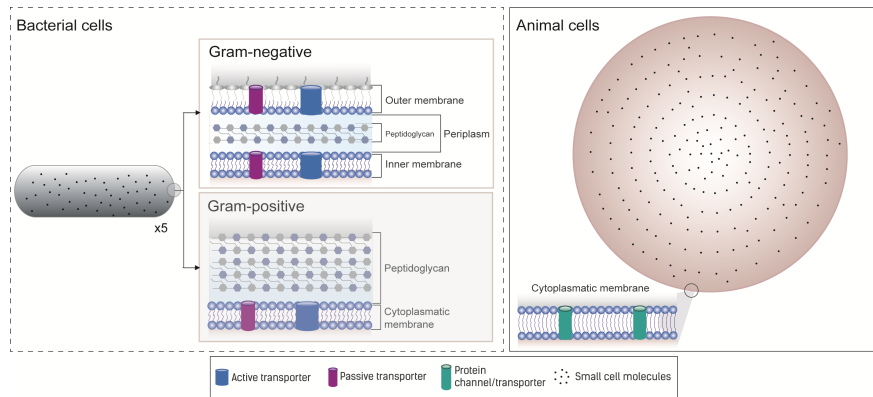 Bacterial cells
Gram-negative
Outer membrane
Peptidoglycan
Periplasm
Inner membrane
x5
Gram-positive
Peptidoglycan
Cytoplasmatic
membrane
Animal cells
Cytoplasmatic membrane
Active transporter
Passive transporter
Protein
channel/transporter
Small cell molecules